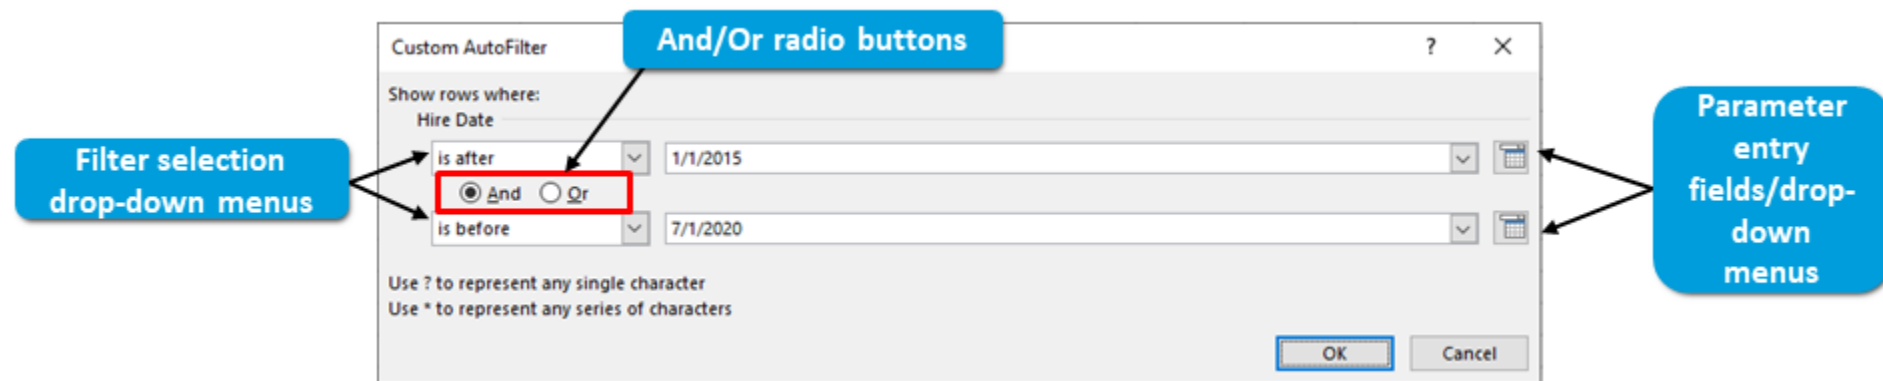 And/Or radio buttons
Custom AutoFilter
?
Show rows where:
Hire Date
Filter selection
drop-down menus
is after
1/1/2015
And Or
is before
7/1/2020
Parameter
entry
fields/drop-
down
menus
Use ? to represent any single character
Use * to represent any series of characters
OK
Cancel